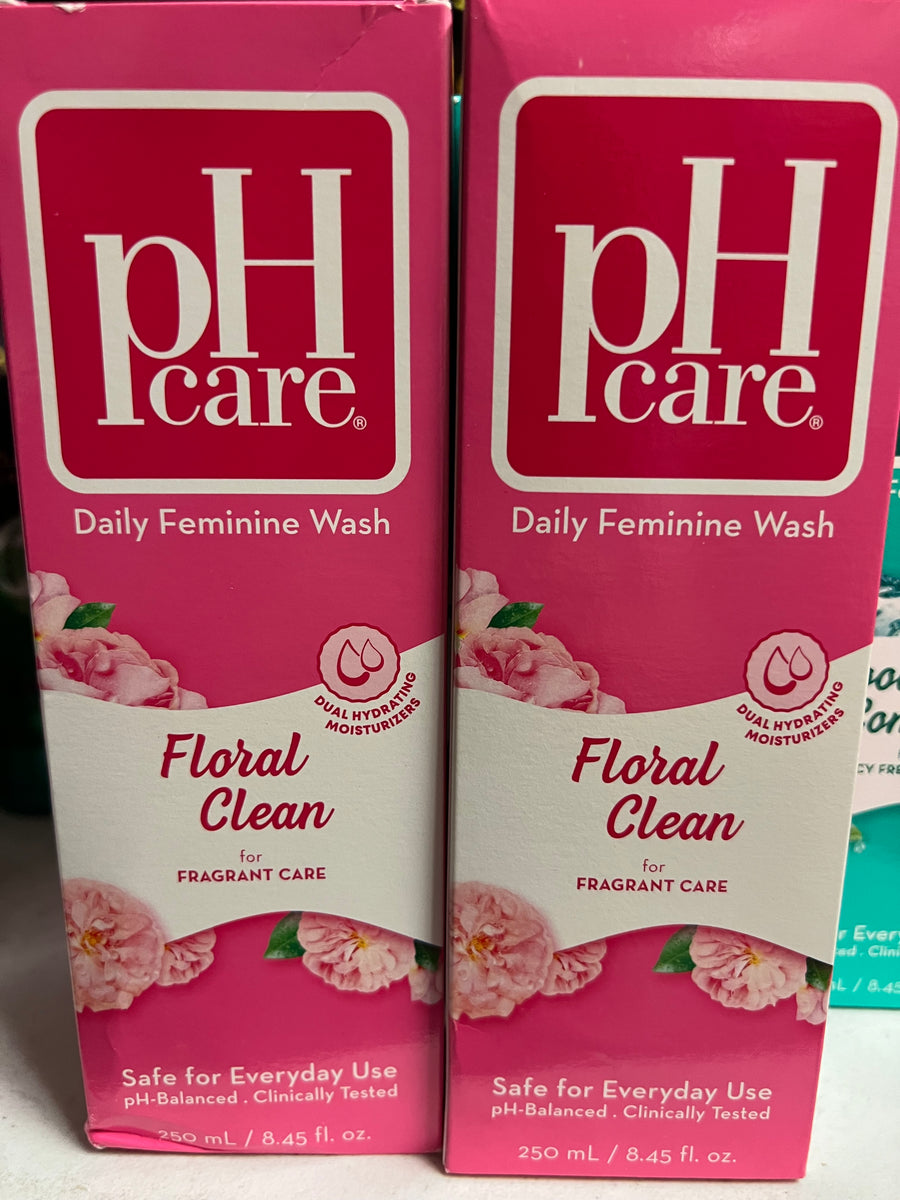 pH
care®
Daily Feminine Wash
DUAL HYDRATING
MOISTURIZERS
Floral
Clean
for
FRAGRANT CARE
Safe for Everyday Use
pH-Balanced . Clinically Tested
250 mL / 8.45 fl. oz.
pH
care®
Daily Feminine Wash
DUAL HYDRATING
MOISTURIZERS
Floral
Clean
for
FRAGRANT CARE
Safe for Everyday Use
pH-Balanced . Clinically Tested
250 mL / 8.45 fl. oz.